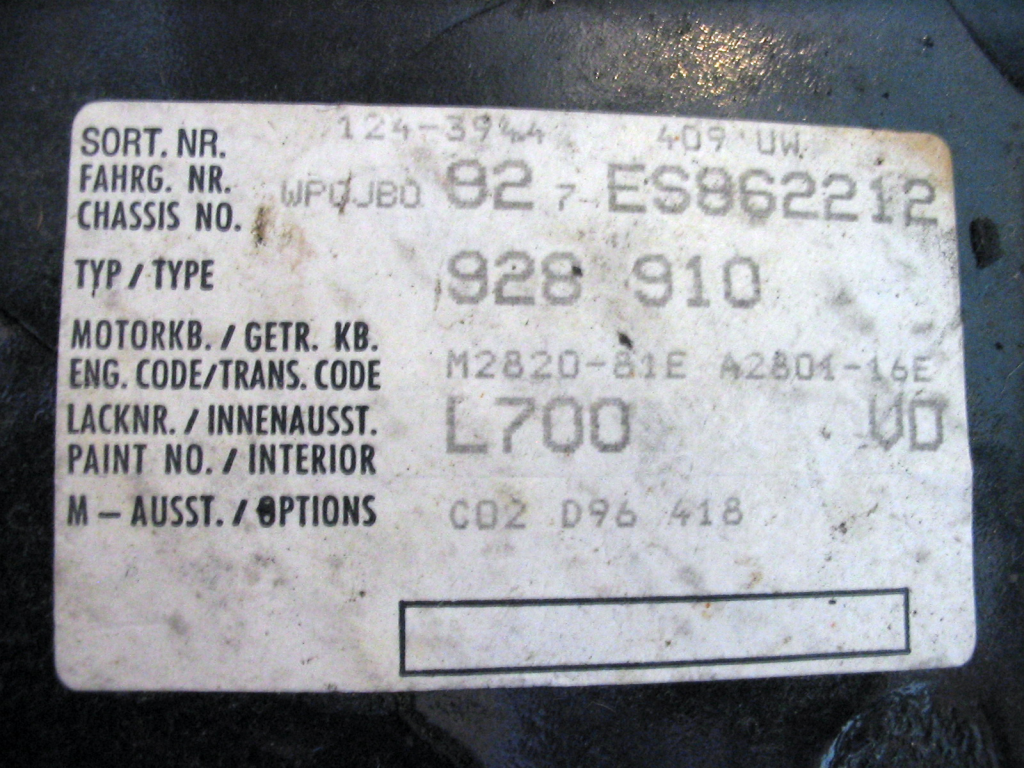 SORT. NR. 124-3944 409 UW
FAHRG. NR.
CHASSIS NO. WP0JB0 92 7 ES862212
TYP / TYPE 928 910
MOTORKB. / GETR. KB.
ENG. CODE/TRANS. CODE M2820-81E A2801-16E
LACKNR. / INNENAUSST. L700 VD
PAINT NO. / INTERIOR
M - AUSST. / OPTIONS C02 D96 418